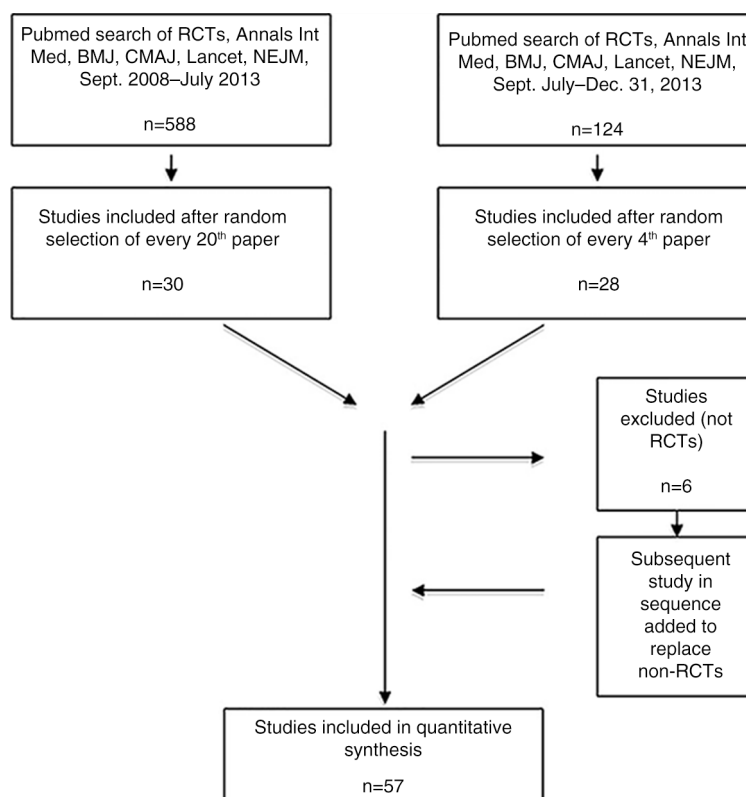 Pubmed search of RCTs, Annals Int
Med, BMJ, CMAJ, Lancet, NEJM,
Sept. 2008–July 2013
n=588
Pubmed search of RCTs, Annals Int
Med, BMJ, CMAJ, Lancet, NEJM,
Sept. July–Dec. 31, 2013
n=124
Studies included after random
selection of every 20th paper
n=30
Studies included after random
selection of every 4th paper
n=28
Studies
excluded (not
RCTs)
n=6
Subsequent
study in
sequence
added to
replace
non-RCTs
Studies included in quantitative
synthesis
n=57